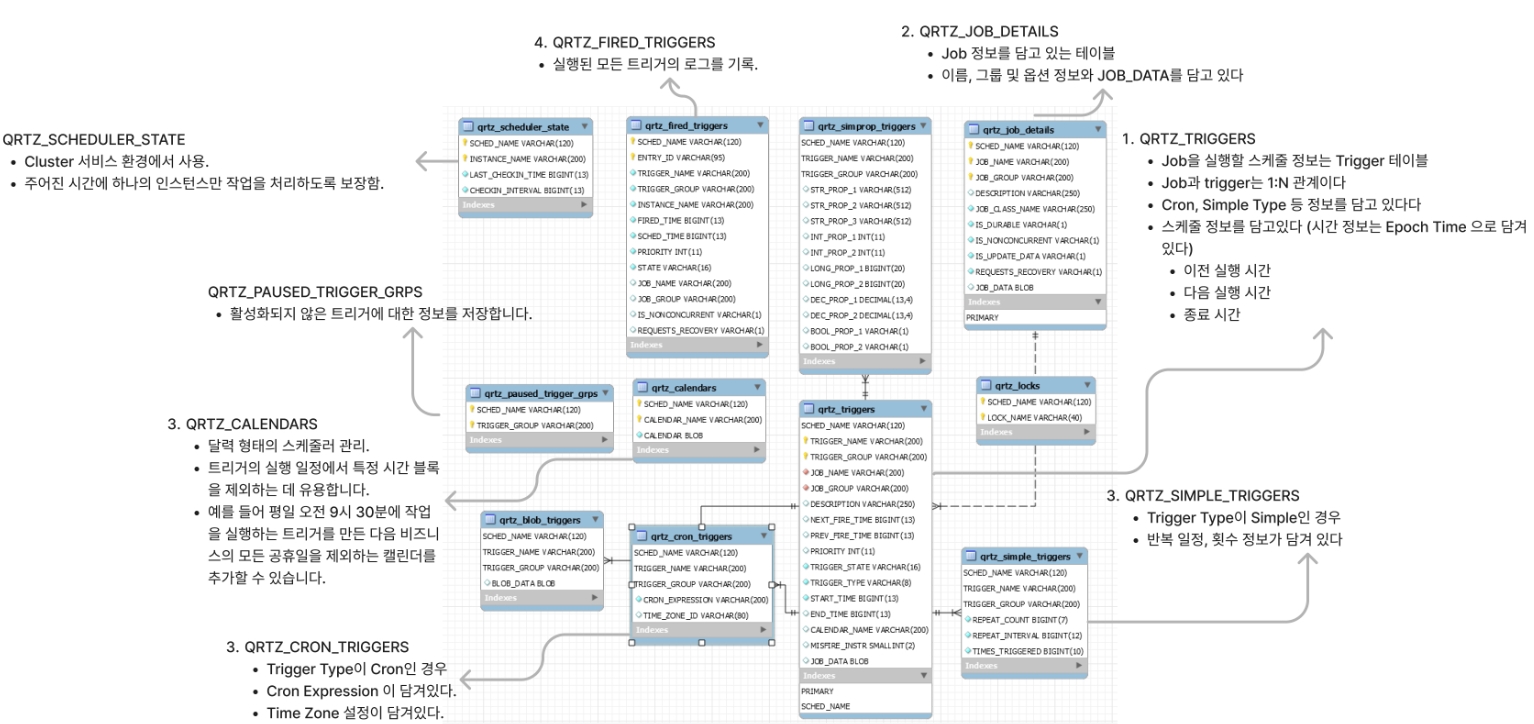 4. QRTZ_FIRED_TRIGGERS
• 실행된 모든 트리거의 로그를 기록.
2. QRTZ_JOB_DETAILS
• Job 정보를 담고 있는 테이블
• 이름, 그룹 및 옵션 정보와 JOB_DATA를 담고 있다
QRTZ_SCHEDULER_STATE
• Cluster 서비스 환경에서 사용.
• 주어진 시간에 하나의 인스턴스만 작업을 처리하도록 보장함.
1. QRTZ_TRIGGERS
• Job을 실행할 스케줄 정보는 Trigger 테이블
• Job과 trigger는 1:N 관계이다
• Cron, Simple Type 등 정보를 담고 있다다
• 스케줄 정보를 담고있다 (시간 정보는 Epoch Time 으로 담겨
있다)
• 이전 실행 시간
• 다음 실행 시간
• 종료 시간
QRTZ_PAUSED_TRIGGER_GRPS
• 활성화되지 않은 트리거에 대한 정보를 저장합니다.
3. QRTZ_CALENDARS
• 달력 형태의 스케줄러 관리.
• 트리거의 실행 일정에서 특정 시간 블록
을 제외하는 데 유용합니다.
• 예를 들어 평일 오전 9시 30분에 작업
을 실행하는 트리거를 만든 다음 비즈니
스의 모든 공휴일을 제외하는 캘린더를
추가할 수 있습니다.
3. QRTZ_CRON_TRIGGERS
• Trigger Type이 Cron인 경우
• Cron Expression 이 담겨있다.
• Time Zone 설정이 담겨있다.
3. QRTZ_SIMPLE_TRIGGERS
• Trigger Type이 Simple인 경우
• 반복 일정, 횟수 정보가 담겨 있다
qrtz_scheduler_state
SCHED_NAME VARCHAR(120)
INSTANCE_NAME VARCHAR(200)
LAST_CHECKIN_TIME BIGINT(13)
CHECKIN_INTERVAL BIGINT(13)
Indexes
qrtz_fired_triggers
SCHED_NAME VARCHAR(120)
ENTRY_ID VARCHAR(95)
TRIGGER_NAME VARCHAR(200)
TRIGGER_GROUP VARCHAR(200)
INSTANCE_NAME VARCHAR(200)
FIRED_TIME BIGINT(13)
SCHED_TIME BIGINT(13)
PRIORITY INT(11)
STATE VARCHAR(16)
JOB_NAME VARCHAR(200)
JOB_GROUP VARCHAR(200)
IS_NONCONCURRENT VARCHAR(1)
REQUESTS_RECOVERY VARCHAR(1)
Indexes
qrtz_simprop_triggers
SCHED_NAME VARCHAR(120)
TRIGGER_NAME VARCHAR(200)
TRIGGER_GROUP VARCHAR(200)
STR_PROP_1 VARCHAR(512)
STR_PROP_2 VARCHAR(512)
STR_PROP_3 VARCHAR(512)
INT_PROP_1 INT(11)
INT_PROP_2 INT(11)
LONG_PROP_1 BIGINT(20)
LONG_PROP_2 BIGINT(20)
DEC_PROP_1 DECIMAL(13,4)
DEC_PROP_2 DECIMAL(13,4)
BOOL_PROP_1 VARCHAR(1)
BOOL_PROP_2 VARCHAR(1)
Indexes
qrtz_job_details
SCHED_NAME VARCHAR(120)
JOB_NAME VARCHAR(200)
JOB_GROUP VARCHAR(200)
DESCRIPTION VARCHAR(250)
JOB_CLASS_NAME VARCHAR(250)
IS_DURABLE VARCHAR(1)
IS_NONCONCURRENT VARCHAR(1)
IS_UPDATE_DATA VARCHAR(1)
REQUESTS_RECOVERY VARCHAR(1)
JOB_DATA BLOB
Indexes
PRIMARY
qrtz_paused_trigger_grps
SCHED_NAME VARCHAR(120)
TRIGGER_GROUP VARCHAR(200)
Indexes
qrtz_calendars
SCHED_NAME VARCHAR(120)
CALENDAR_NAME VARCHAR(200)
CALENDAR BLOB
Indexes
qrtz_triggers
SCHED_NAME VARCHAR(120)
TRIGGER_NAME VARCHAR(200)
TRIGGER_GROUP VARCHAR(200)
JOB_NAME VARCHAR(200)
JOB_GROUP VARCHAR(200)
DESCRIPTION VARCHAR(250)
NEXT_FIRE_TIME BIGINT(13)
PREV_FIRE_TIME BIGINT(13)
PRIORITY INT(11)
TRIGGER_STATE VARCHAR(16)
TRIGGER_TYPE VARCHAR(8)
START_TIME BIGINT(13)
END_TIME BIGINT(13)
CALENDAR_NAME VARCHAR(200)
MISFIRE_INSTR SMALLINT(2)
JOB_DATA BLOB
Indexes
PRIMARY
SCHED_NAME
qrtz_locks
SCHED_NAME VARCHAR(120)
LOCK_NAME VARCHAR(40)
Indexes
qrtz_blob_triggers
SCHED_NAME VARCHAR(120)
TRIGGER_NAME VARCHAR(200)
TRIGGER_GROUP VARCHAR(200)
BLOB_DATA BLOB
Indexes
qrtz_cron_triggers
SCHED_NAME VARCHAR(120)
TRIGGER_NAME VARCHAR(200)
TRIGGER_GROUP VARCHAR(200)
CRON_EXPRESSION VARCHAR(200)
TIME_ZONE_ID VARCHAR(80)
Indexes
qrtz_simple_triggers
SCHED_NAME VARCHAR(120)
TRIGGER_NAME VARCHAR(200)
TRIGGER_GROUP VARCHAR(200)
REPEAT_COUNT BIGINT(7)
REPEAT_INTERVAL BIGINT(12)
TIMES_TRIGGERED BIGINT(10)
Indexes